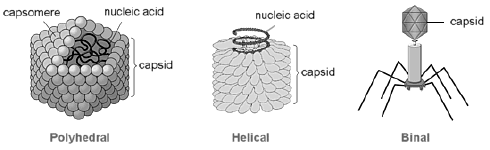 capsomere
nucleic acid
capsid
Polyhedral
nucleic acid
capsid
Helical
capsid
Binal